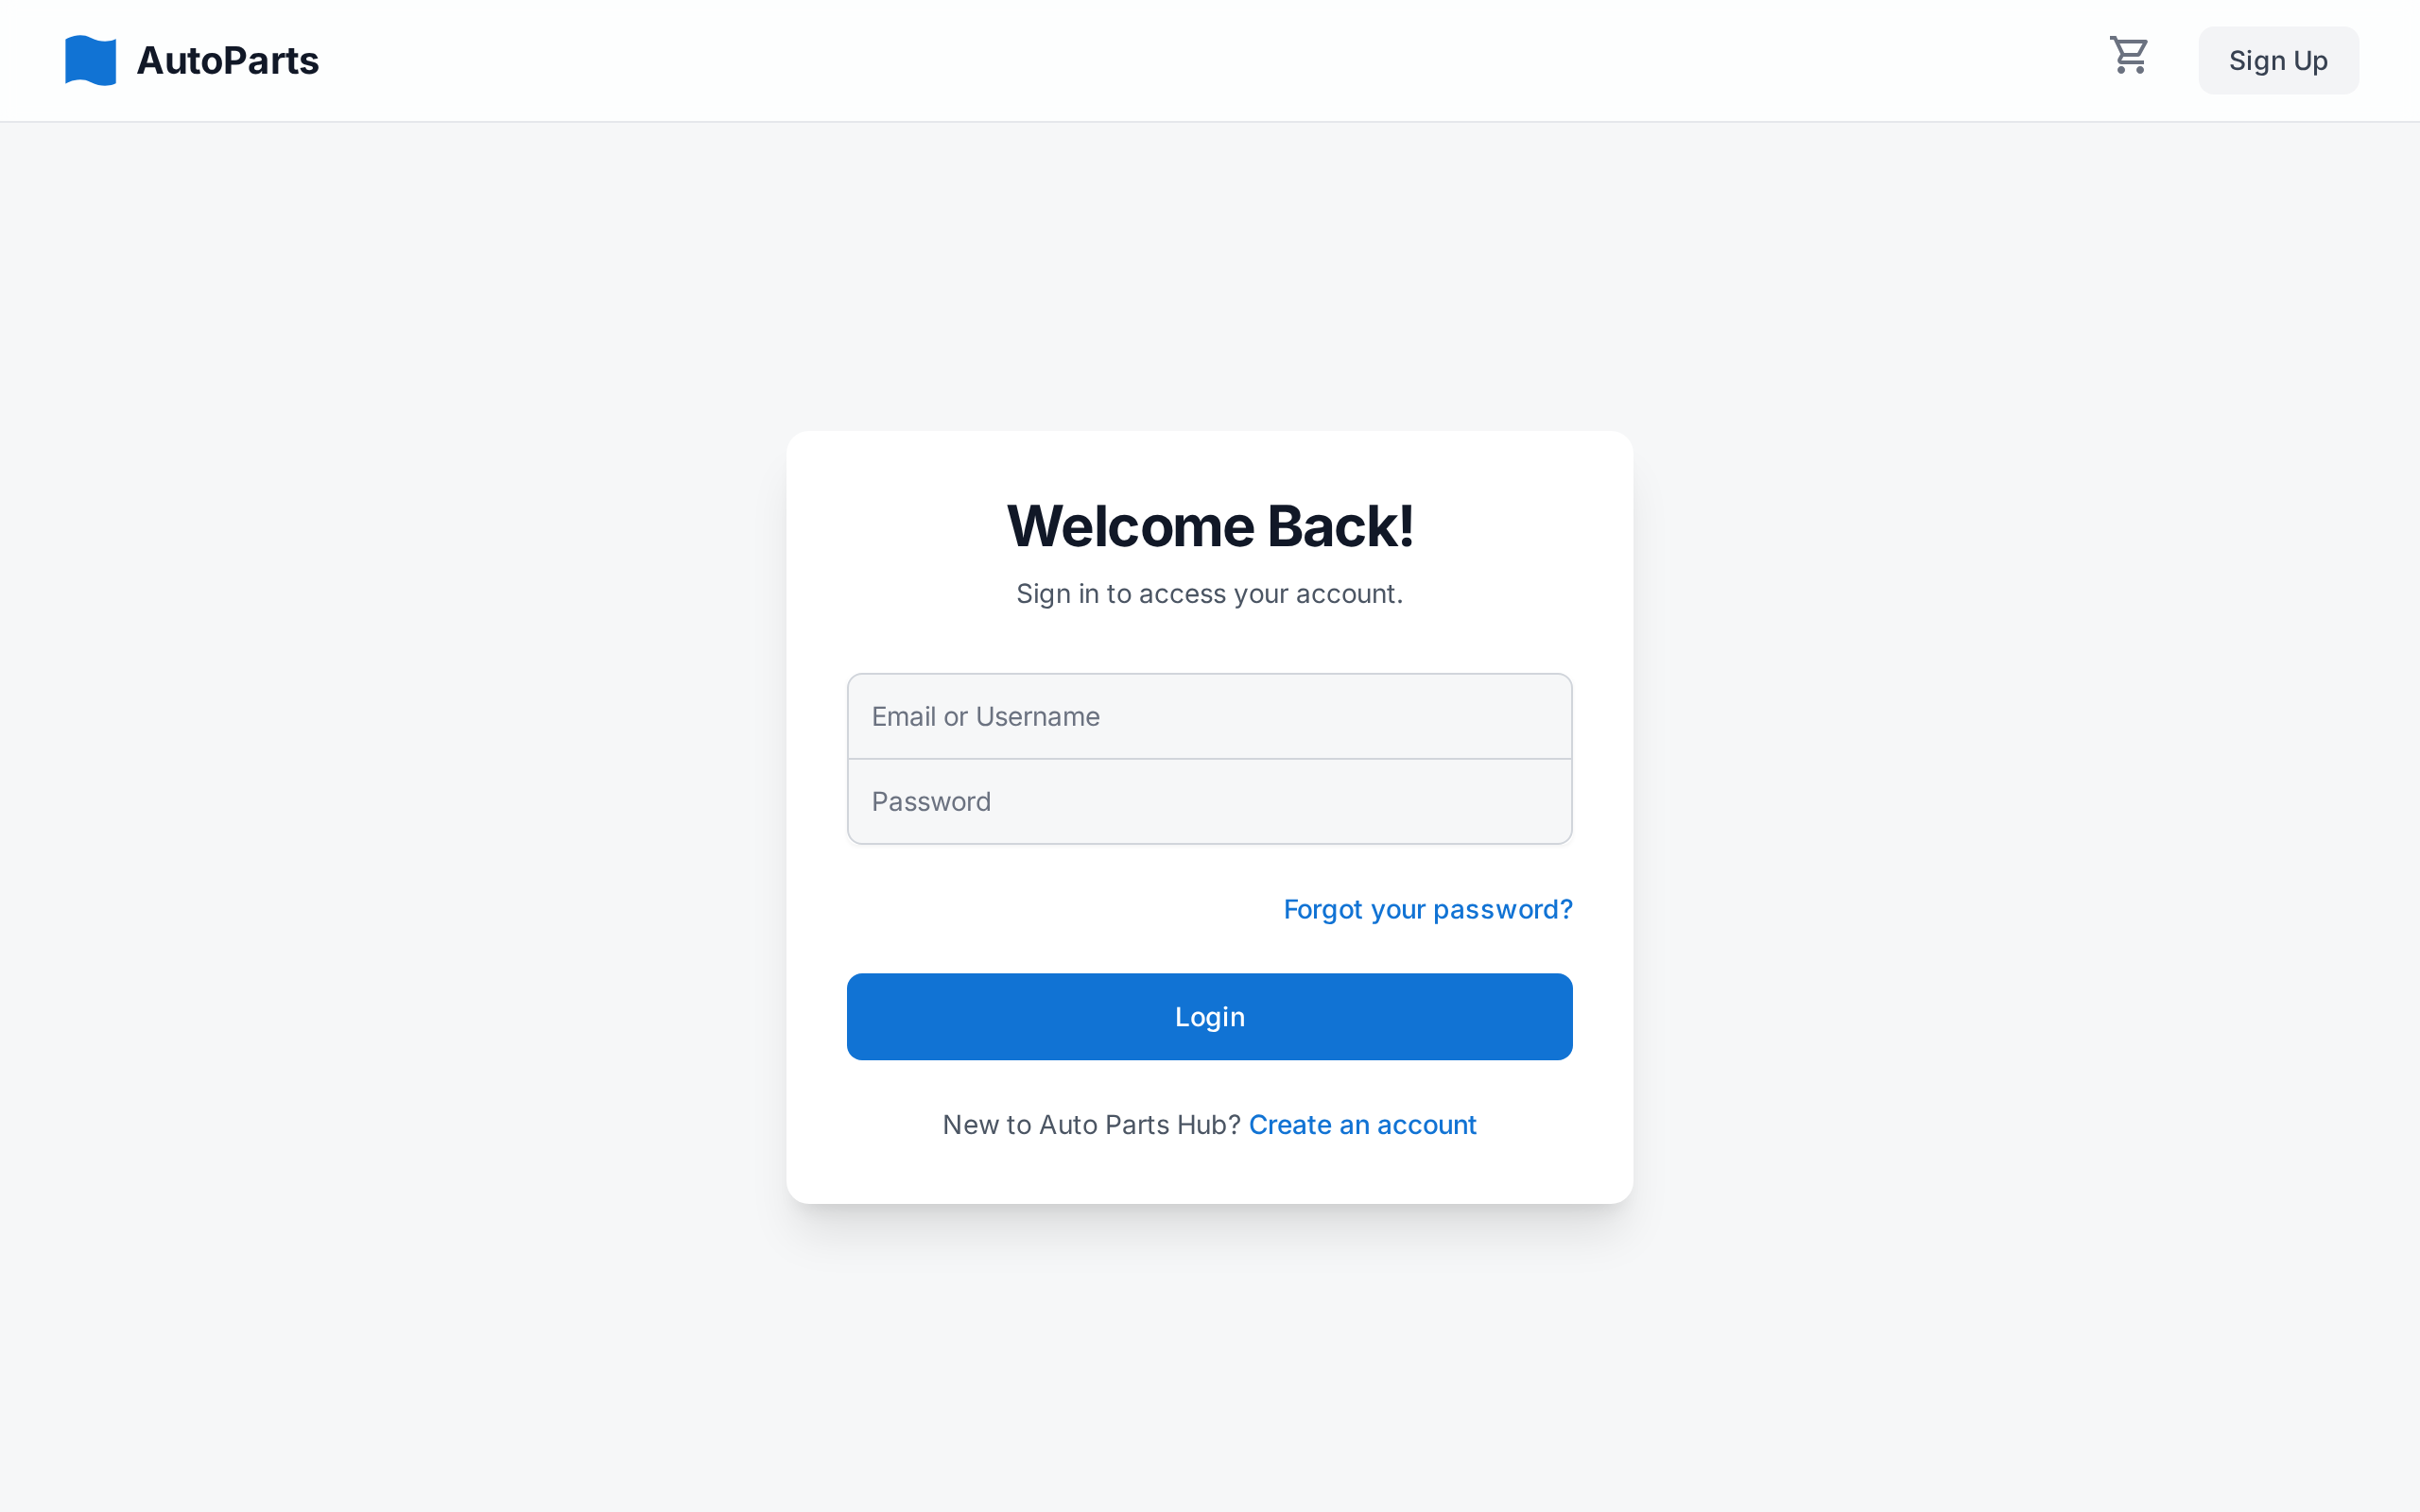 AutoParts
Sign Up
Welcome Back!
Sign in to access your account.
Email or Username
Password
Forgot your password?
Login
New to Auto Parts Hub? Create an account